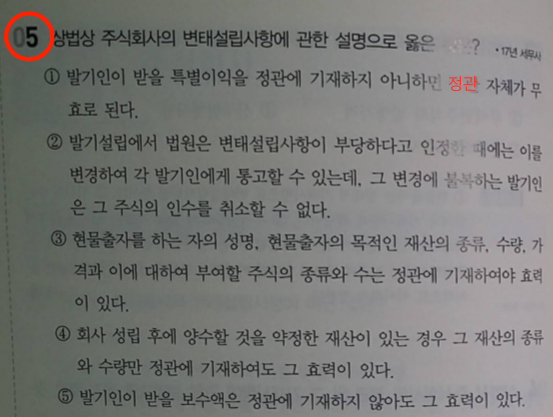 05 상법상 주식회사의 변태설립사항에 관한 설명으로 옳은 ? • 17년 세무사
① 발기인이 받을 특별이익을 정관에 기재하지 아니하면 정관 자체가 무
효로 된다.
② 발기설립에서 법원은 변태설립사항이 부당하다고 인정한 때에는 이를
변경하여 각 발기인에게 통고할 수 있는데, 그 변경에 불복하는 발기인
은 그 주식의 인수를 취소할 수 없다.
③ 현물출자를 하는 자의 성명, 현물출자의 목적인 재산의 종류, 수량, 가
격과 이에 대하여 부여할 주식의 종류와 수는 정관에 기재하여야 효력
이 있다.
④ 회사 성립 후에 양수할 것을 약정한 재산이 있는 경우 그 재산의 종류
와 수량만 정관에 기재하여도 그 효력이 있다.
⑤ 발기인이 받을 보수액은 정관에 기재하지 않아도 그 효력이 있다.